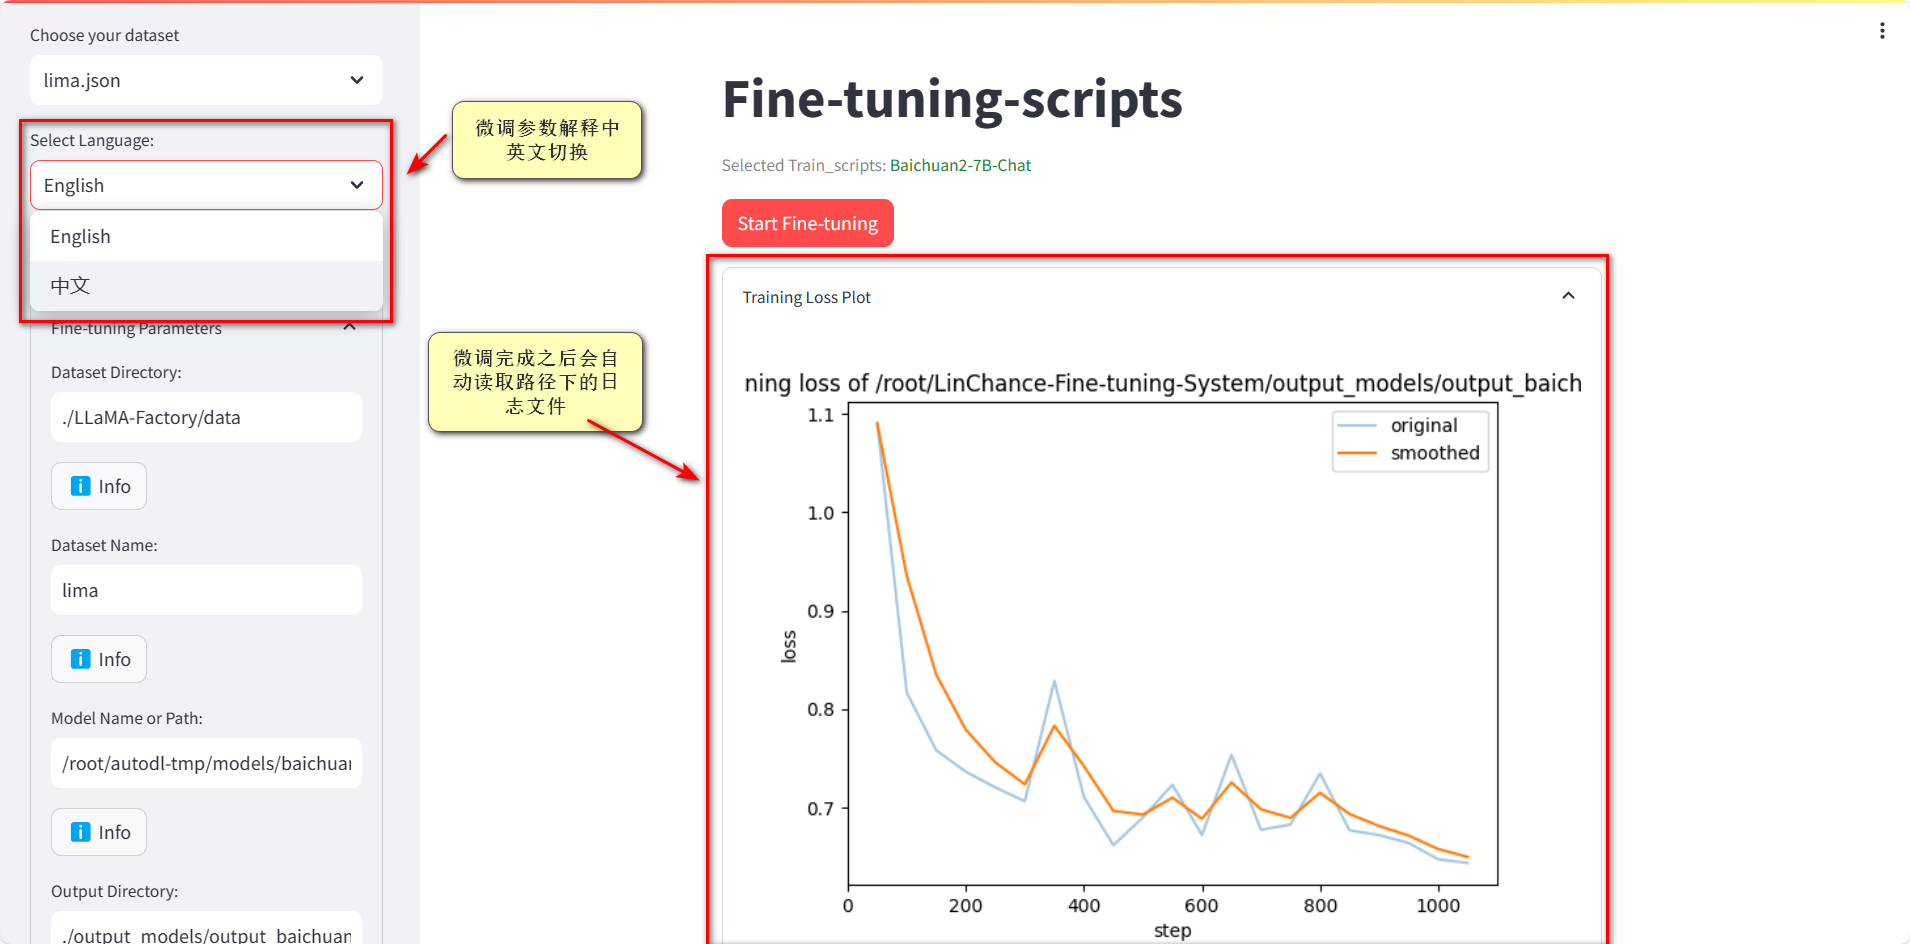 Choose your dataset
lima.json
Select Language:
English
English
中文
Fine-tuning Parameters
Dataset Directory:
./LLaMA-Factory/data
Info
Dataset Name:
lima
Info
Model Name or Path:
/root/autodl-tmp/models/baichuan
Info
Output Directory:
./output_models/output_baichuan
微调参数解释中
英文切换
微调完成之后会自
动读取路径下的日
志文件
Fine-tuning-scripts
Selected Train_scripts: Baichuan2-7B-Chat
Start Fine-tuning
Training Loss Plot
ning loss of /root/LinChance-Fine-tuning-System/output_models/output_baich
original
smoothed
1.1
1.0
0.9
0.8
0.7
loss
0 200 400 600 800 1000
step